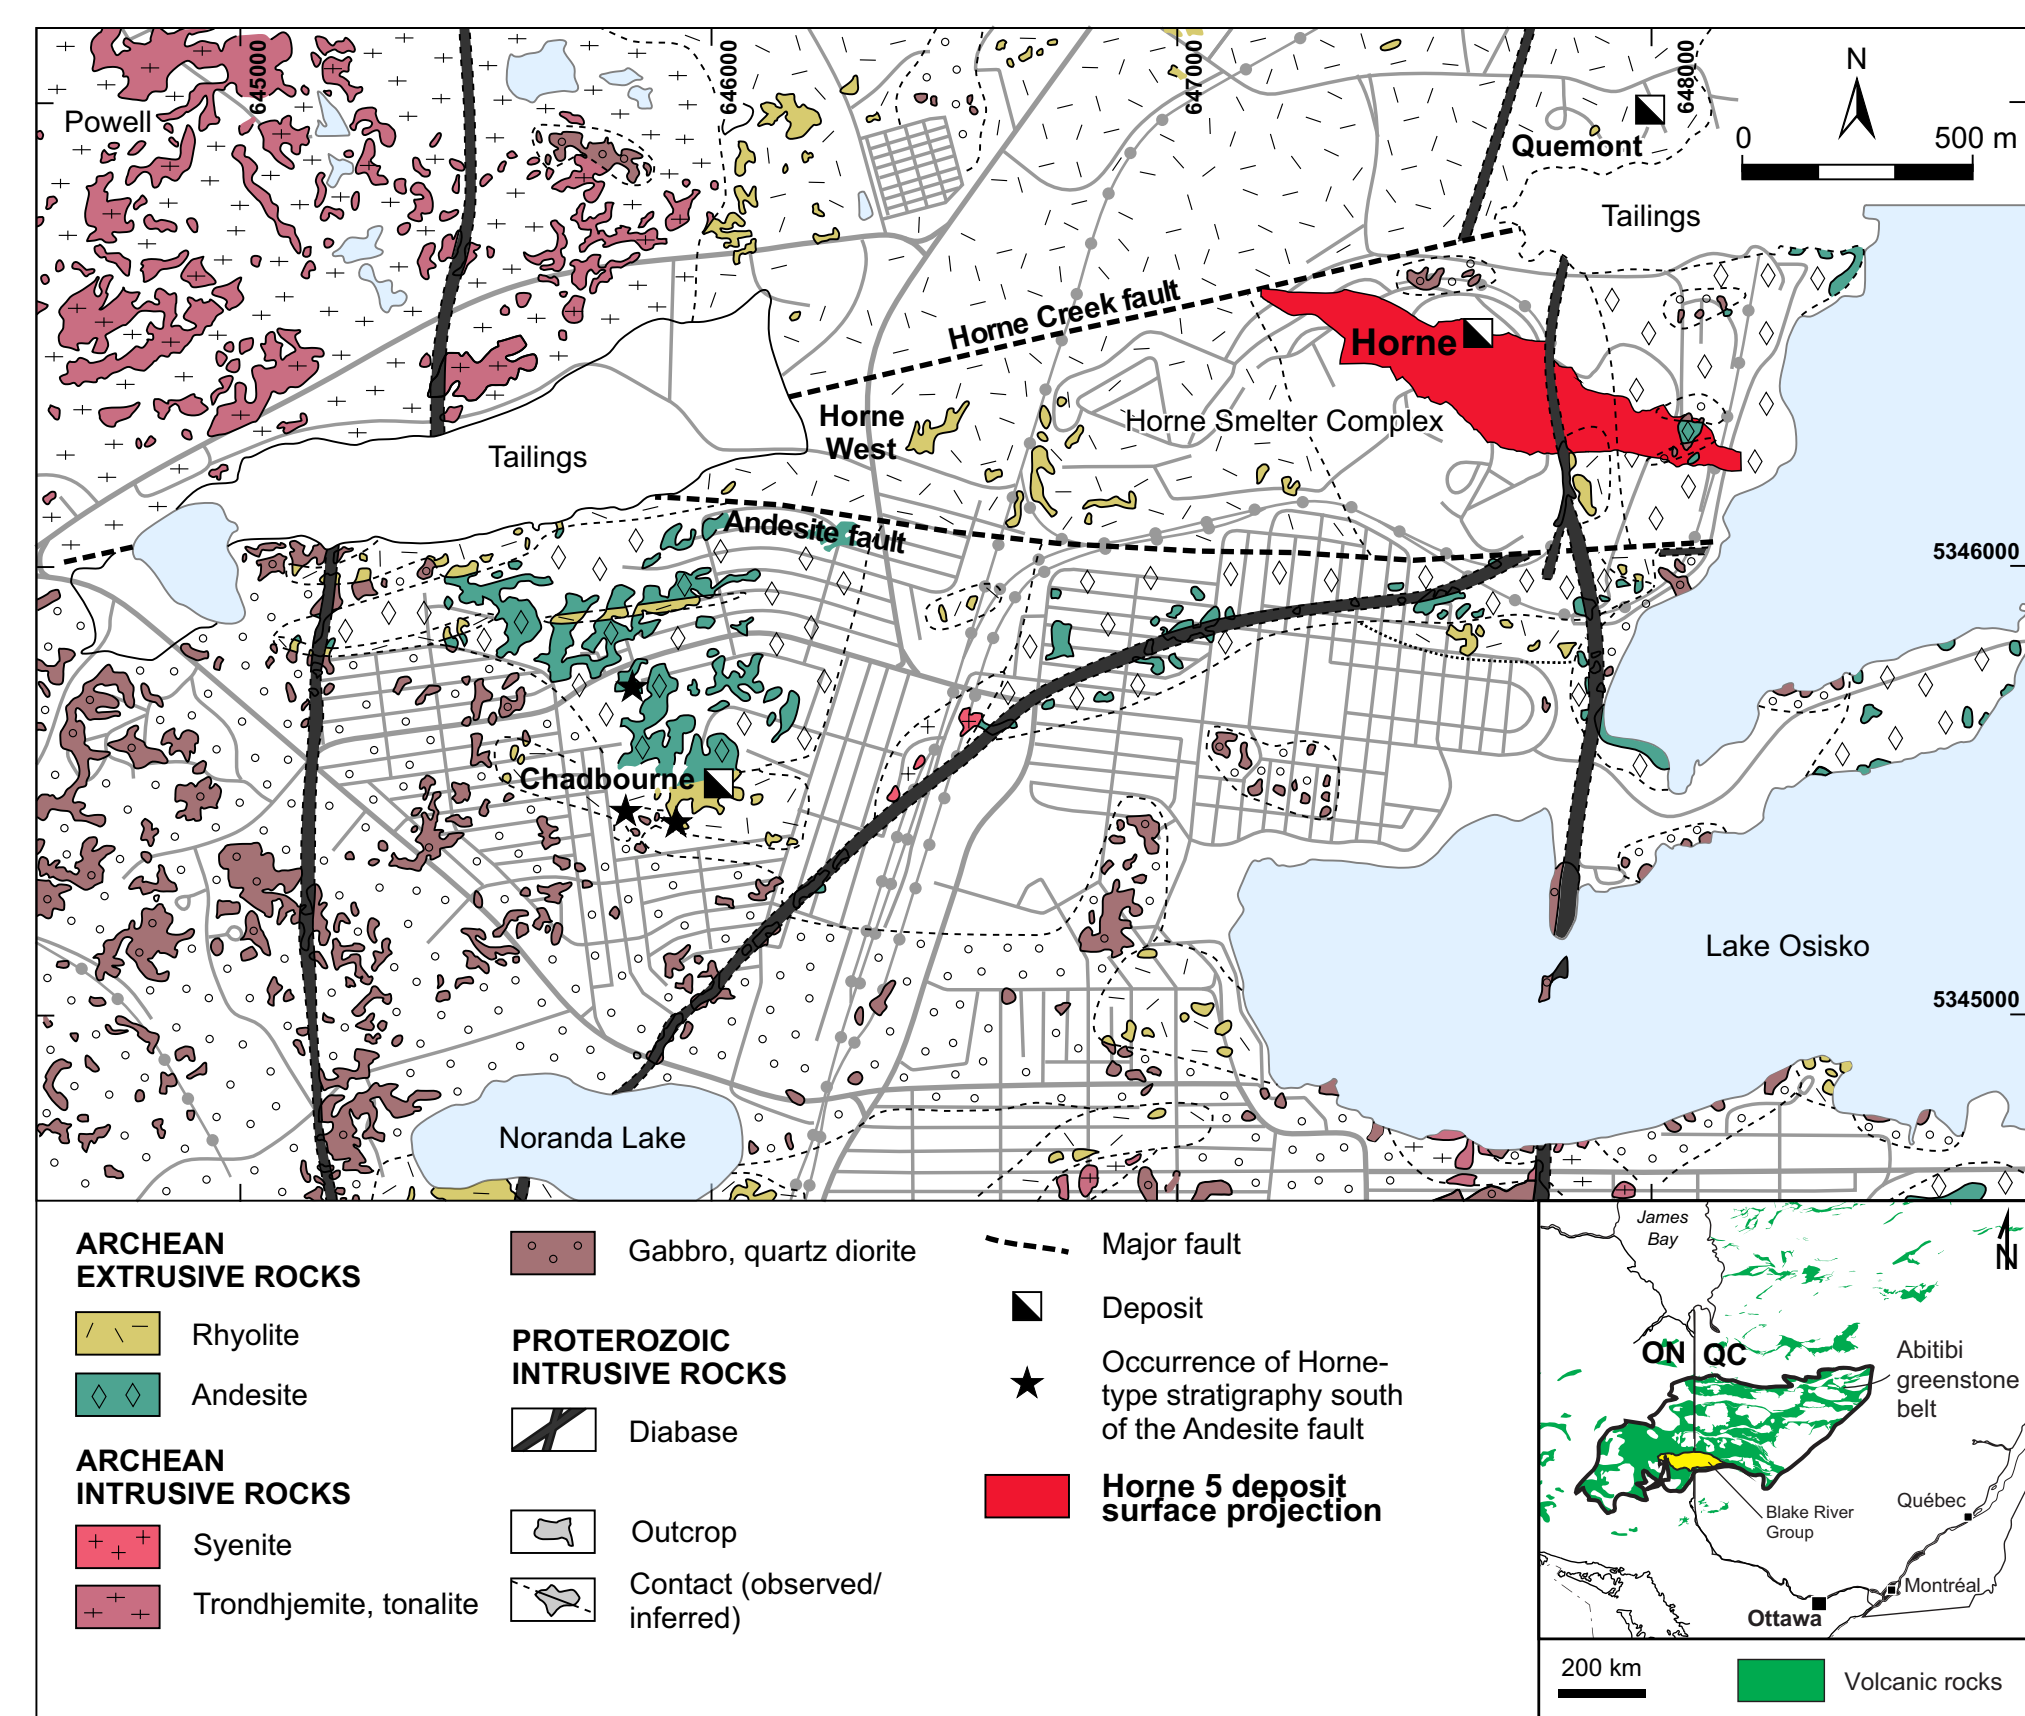 645000
646000
647000
648000
N
0 500 m
Powell
Quemont
Tailings
Horne Creek fault
Horne
Horne
West
Horne Smelter Complex
Tailings
Andesite fault
5346000
Chadbourne
Lake Osisko
5345000
Noranda Lake
ARCHEAN
EXTRUSIVE ROCKS
Rhyolite
Andesite
ARCHEAN
INTRUSIVE ROCKS
Syenite
Trondhjemite, tonalite
Gabbro, quartz diorite
PROTEROZOIC
INTRUSIVE ROCKS
Diabase
Outcrop
Contact (observed/
inferred)
Major fault
Deposit
Occurrence of Horne-
type stratigraphy south
of the Andesite fault
Horne 5 deposit
surface projection
James
Bay
N
ON QC
Abitibi
greenstone
belt
Blake River
Group
Québec
Montréal
Ottawa
200 km
Volcanic rocks